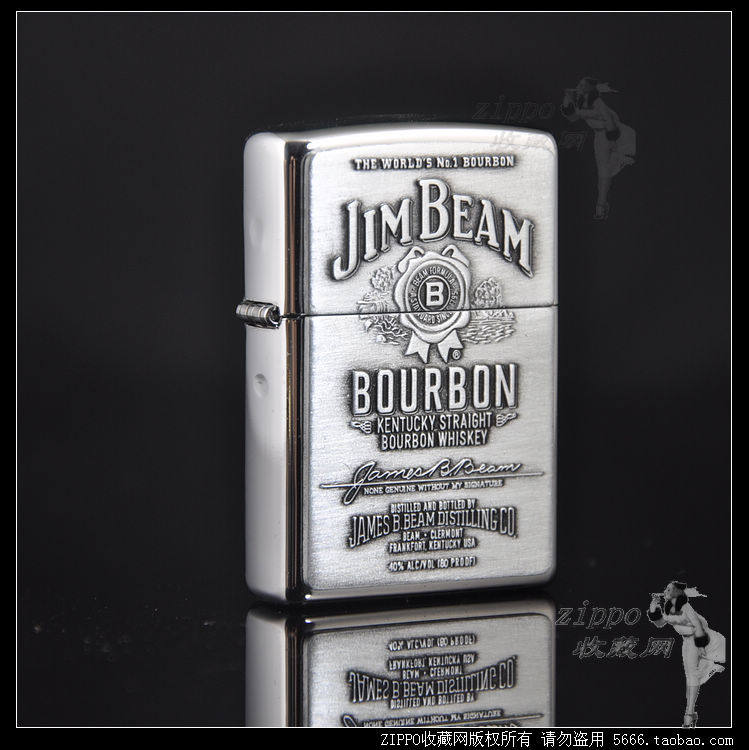 zippo
收藏网
THE WORLD'S No.1 BOURBON
JIM BEAM
B
®
BOURBON
KENTUCKY STRAIGHT
BOURBON WHISKEY
James B. Beam
NONE GENUINE WITHOUT MY SIGNATURE
DISTILLED AND BOTTLED BY
JAMES B. BEAM DISTILLING CO.
BEAM · CLERMONT
FRANKFORT, KENTUCKY USA
40% ALC/VOL (80 PROOF)
zippo
收藏网
ZIPPO收藏网版权所有 请勿盗用 5666.taobao.com